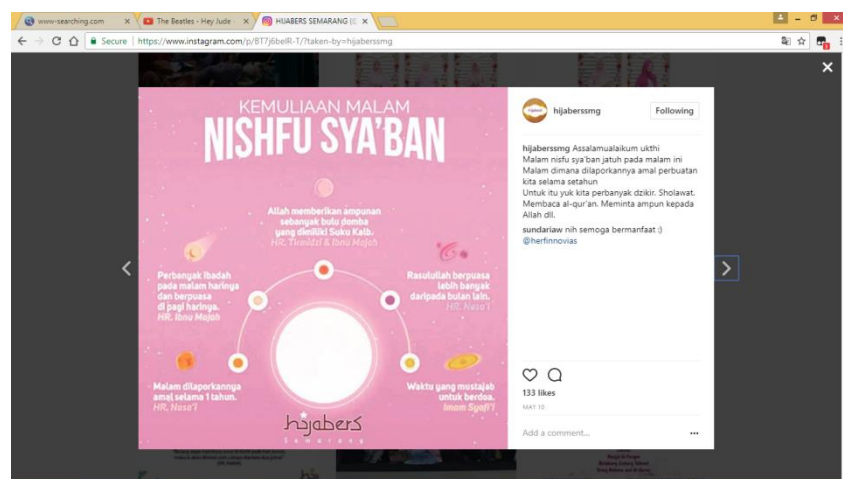 www-searching.com
The Beatles - Hey Jude -
HIJABERS SEMARANG (@
Secure | https://www.instagram.com/p/BT7j6belR-T/?taken-by=hijaberssmg
KEMULIAAN MALAM
NISHFU SYA'BAN
Allah memberikan ampunan
sebanyak bulu domba
yang dimiliki Suku Kalb.
HR. Tirmidzi & Ibnu Majah
Perbanyak ibadah
pada malam harinya
dan berpuasa
di pagi harinya.
HR. Ibnu Majah
Rasulullah berpuasa
lebih banyak
daripada bulan lain.
HR. Nasa'i
Malam dilaporkannya
amal selama 1 tahun.
HR. Nasa'i
Waktu yang mustajab
untuk berdoa.
Imam Syafi'i
hijabers
Semarang
hijaberssmg
Following
hijaberssmg Assalamualaikum ukthi
Malam nisfu sya'ban jatuh pada malam ini
Malam dimana dilaporkannya amal perbuatan
kita selama setahun
Untuk itu yuk kita perbanyak dzikir. Sholawat.
Membaca al-qur'an. Meminta ampun kepada
Allah dll.
sundariaw nih semoga bermanfaat :)
@herfinnovias
133 likes
MAY 10
Add a comment...